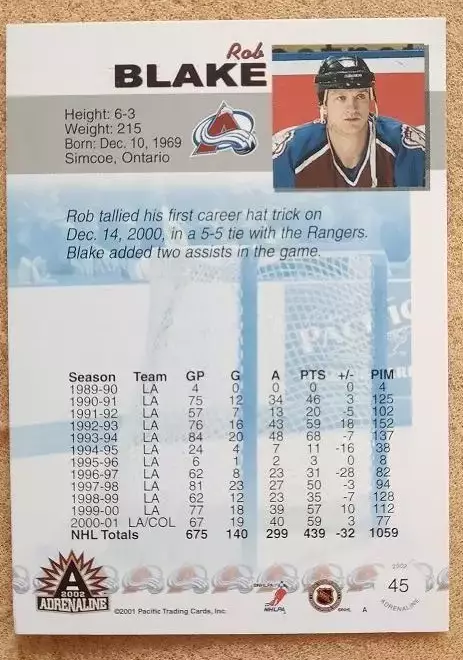 Rob
BLAKE
Height: 6-3
Weight: 215
Born: Dec. 10, 1969
Simcoe, Ontario
Rob tallied his first career hat trick on
Dec. 14, 2000, in a 5-5 tie with the Rangers.
Blake added two assists in the game.
PACIFIC
Season Team GP G A PTS +/- PIM
1989-90 LA 4 0 0 0 0 4
1990-91 LA 75 12 34 46 3 125
1991-92 LA 57 7 13 20 -5 102
1992-93 LA 76 16 43 59 18 152
1993-94 LA 84 20 48 68 -7 137
1994-95 LA 24 4 7 11 -16 38
1995-96 LA 6 1 2 3 0 8
1996-97 LA 62 8 23 31 -28 82
1997-98 LA 81 23 27 50 -3 94
1998-99 LA 62 12 23 35 -7 128
1999-00 LA 77 18 39 57 10 112
2000-01 LA/COL 67 19 40 59 3 77
NHL Totals 675 140 299 439 -32 1059
A
2002
ADRENALINE
©2001 Pacific Trading Cards, Inc.
NHLPA
NHL
A
2002
45
ADRENALINE